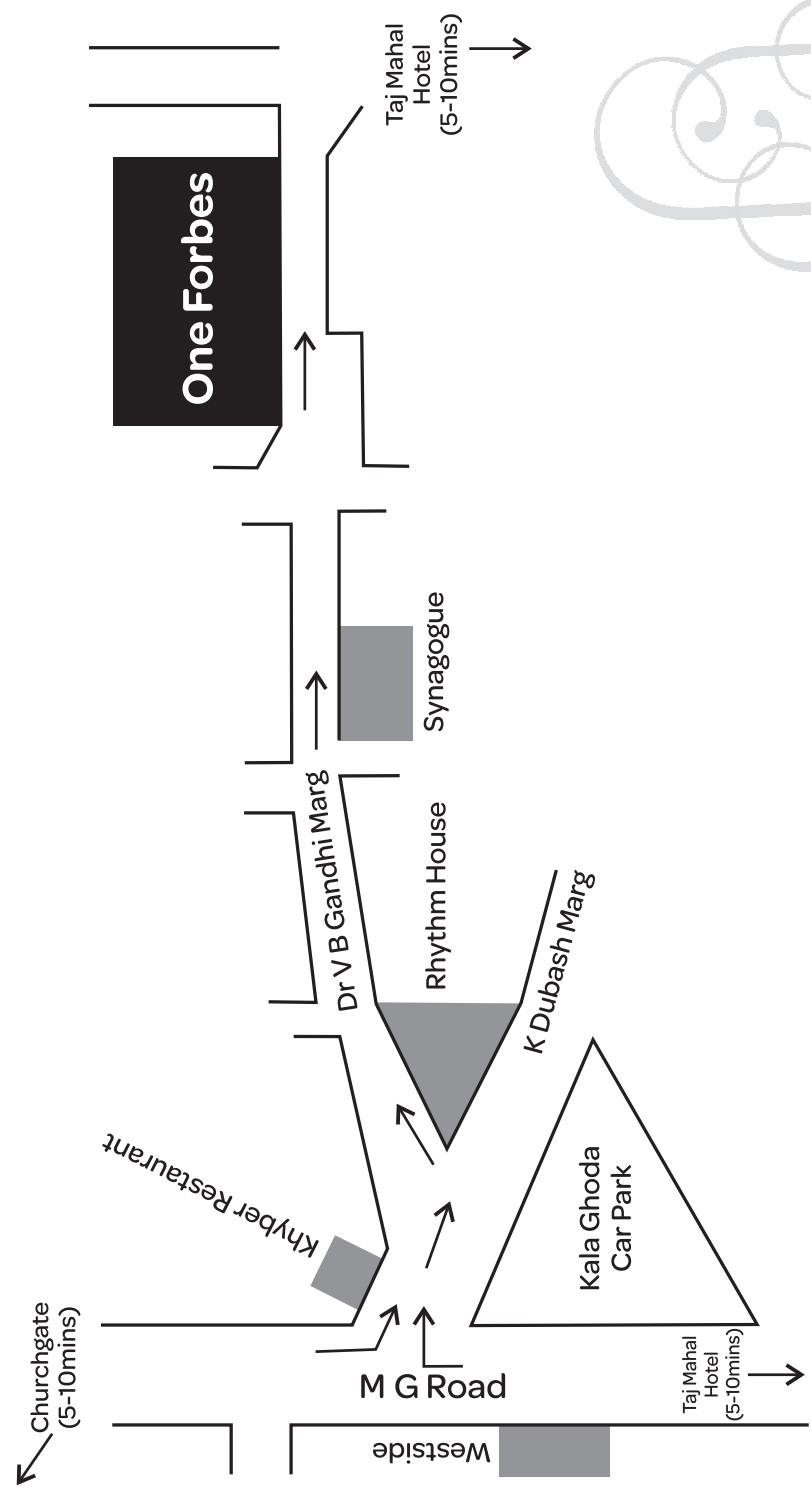 Taj Mahal
Hotel
(5-10mins)
One Forbes
Synagogue
Dr V B Gandhi Marg
Rhythm House
K Dubash Marg
Khyber Restaurant
Kala Ghoda
Car Park
Churchgate
(5-10mins)
M G Road
Taj Mahal
Hotel
(5-10mins)
Westside